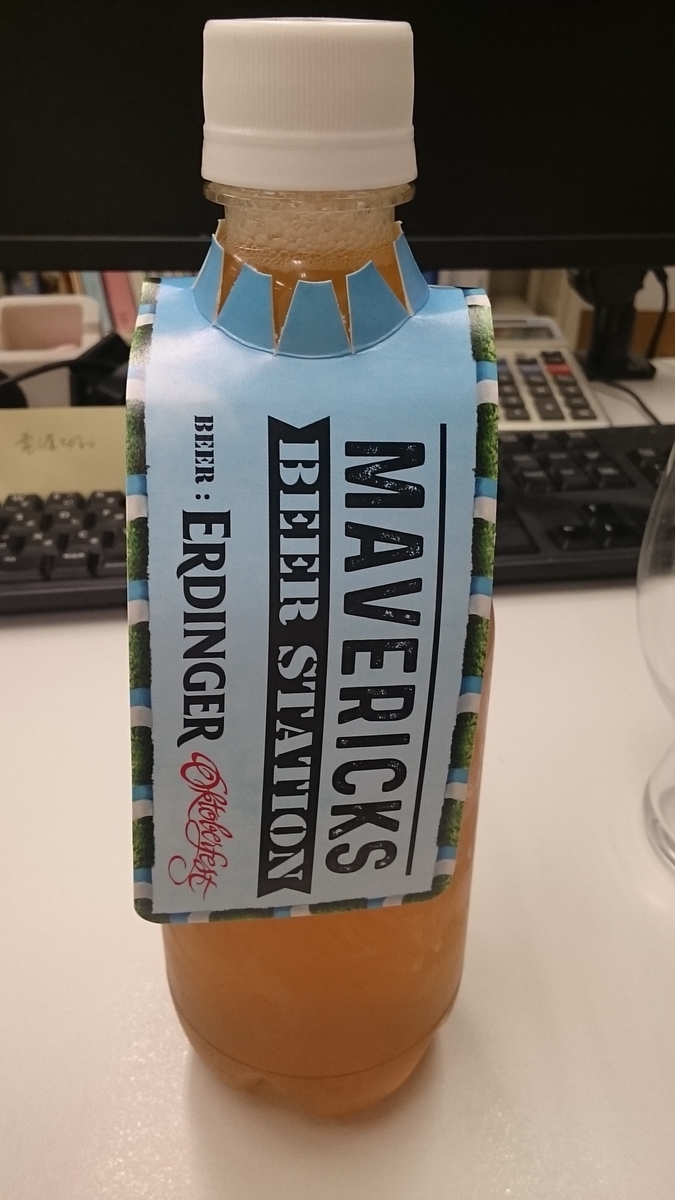 MAVERICKS
BEER STATION
BEER : ERDINGER Oktoberfest